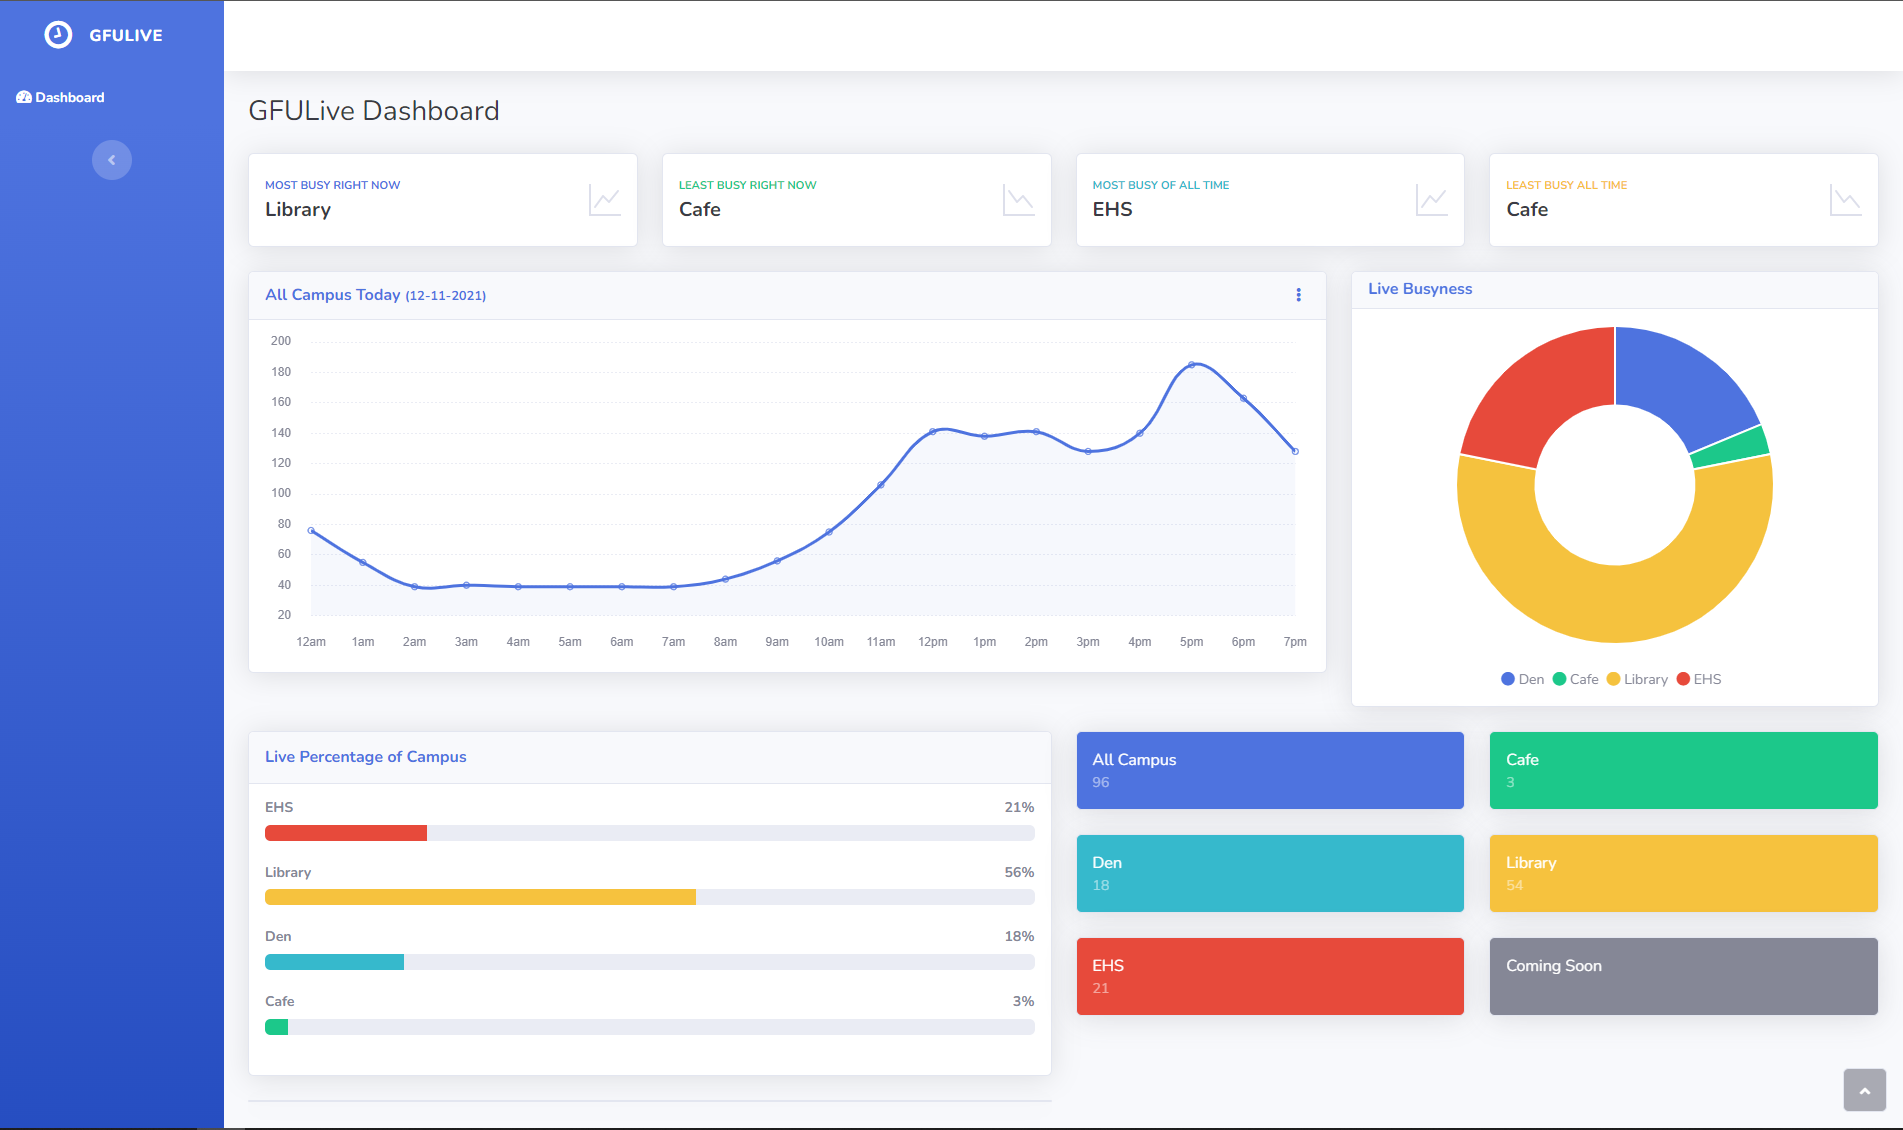 GFULIVE
Dashboard
GFULive Dashboard
MOST BUSY RIGHT NOW
Library
LEAST BUSY RIGHT NOW
Cafe
MOST BUSY OF ALL TIME
EHS
LEAST BUSY ALL TIME
Cafe
All Campus Today (12-11-2021)
200
180
160
140
120
100
80
60
40
20
12am 1am 2am 3am 4am 5am 6am 7am 8am 9am 10am 11am 12pm 1pm 2pm 3pm 4pm 5pm 6pm 7pm
Live Busyness
Den Cafe Library EHS
Live Percentage of Campus
EHS 21%
Library 56%
Den 18%
Cafe 3%
All Campus
96
Cafe
3
Den
18
Library
54
EHS
21
Coming Soon